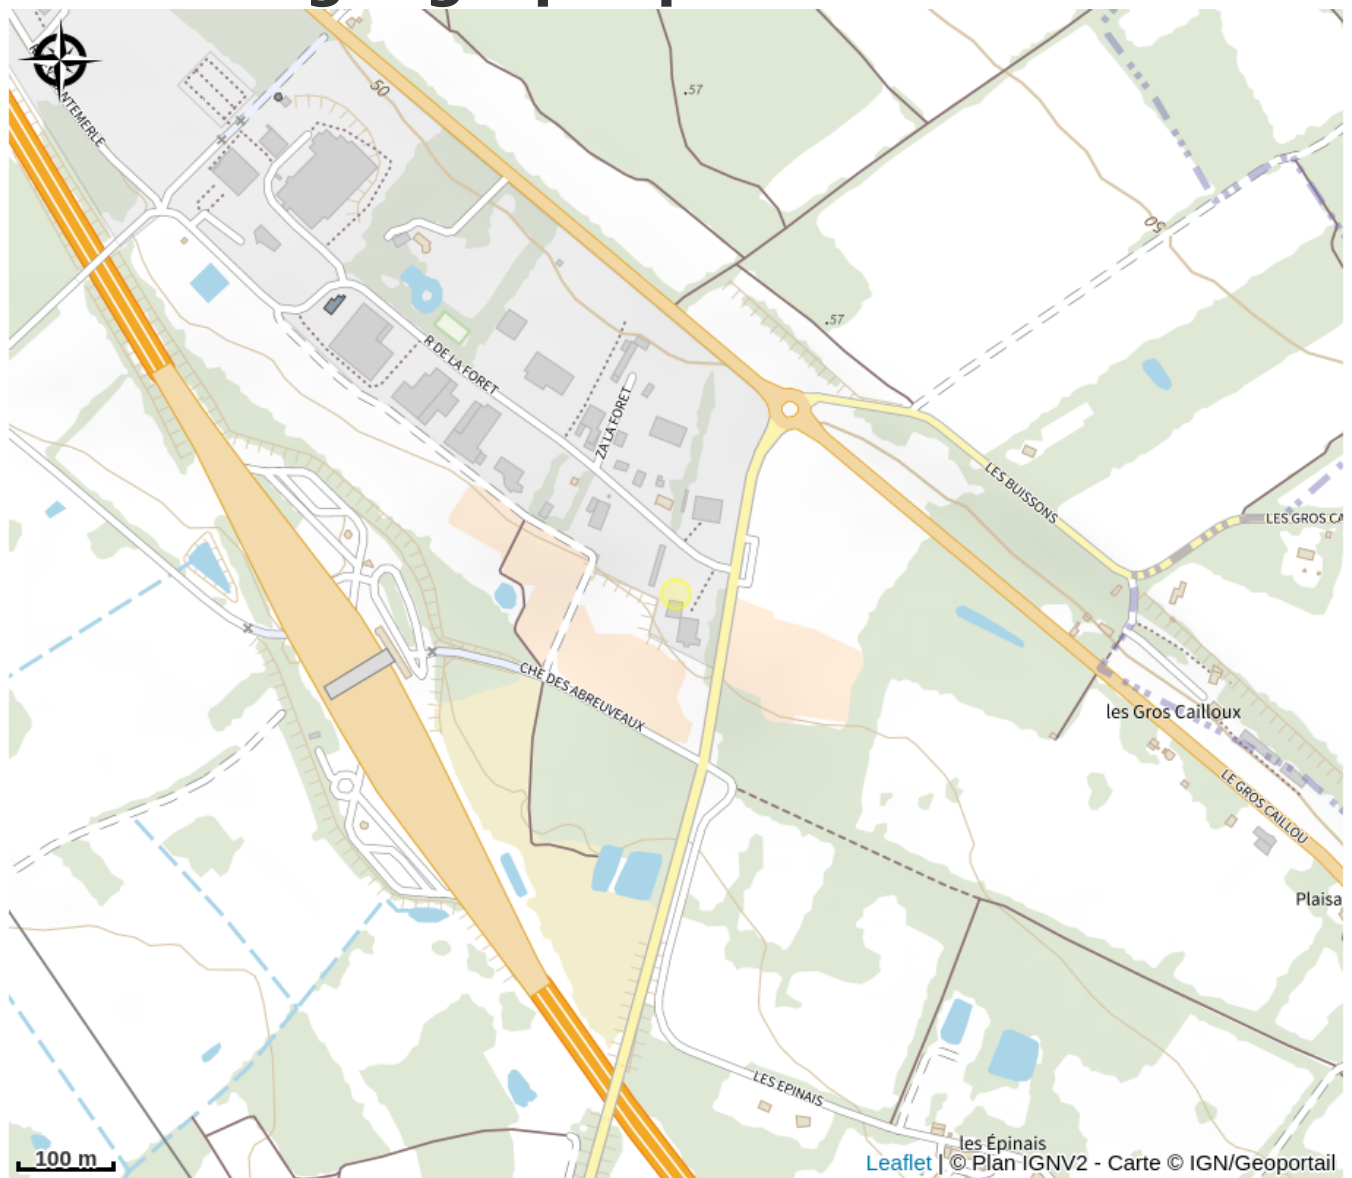 50
57
R DE LA FORET
ZA LA FORET
57
50
LES BUISSONS
LES GROS CA
CHE DES ABREUVEAUX
les Gros Cailloux
LE GROS CAILLOU
Plaisa
LES EPINAIS
les Épinais
100 m
Leaflet | © Plan IGNV2 - Carte © IGN/Geoportail